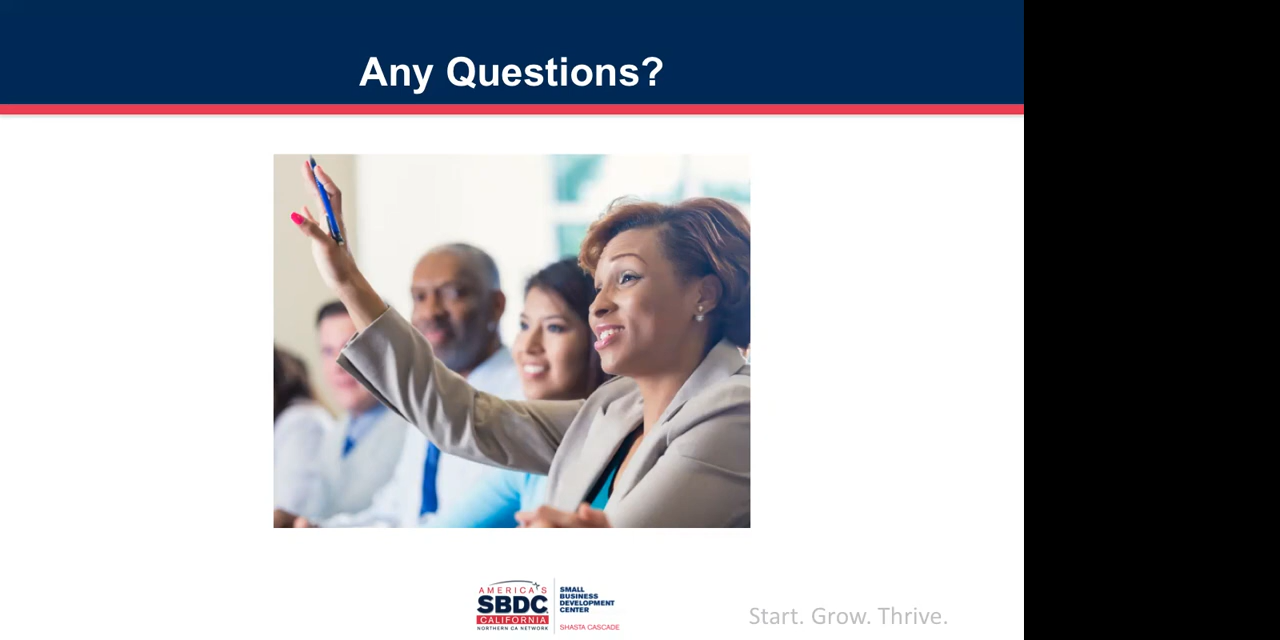 Any Questions?
AMERICA'S
SBDC
CALIFORNIA
NORTHERN CA NETWORK
SMALL
BUSINESS
DEVELOPMENT
CENTER
SHASTA CASCADE
Start. Grow. Thrive.